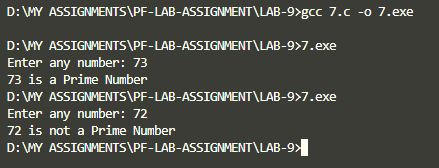 D:\MY ASSIGNMENTS\PF-LAB-ASSIGNMENT\LAB-9>gcc 7.c -o 7.exe
D:\MY ASSIGNMENTS\PF-LAB-ASSIGNMENT\LAB-9>7.exe
Enter any number: 73
73 is a Prime Number
D:\MY ASSIGNMENTS\PF-LAB-ASSIGNMENT\LAB-9>7.exe
Enter any number: 72
72 is not a Prime Number
D:\MY ASSIGNMENTS\PF-LAB-ASSIGNMENT\LAB-9>